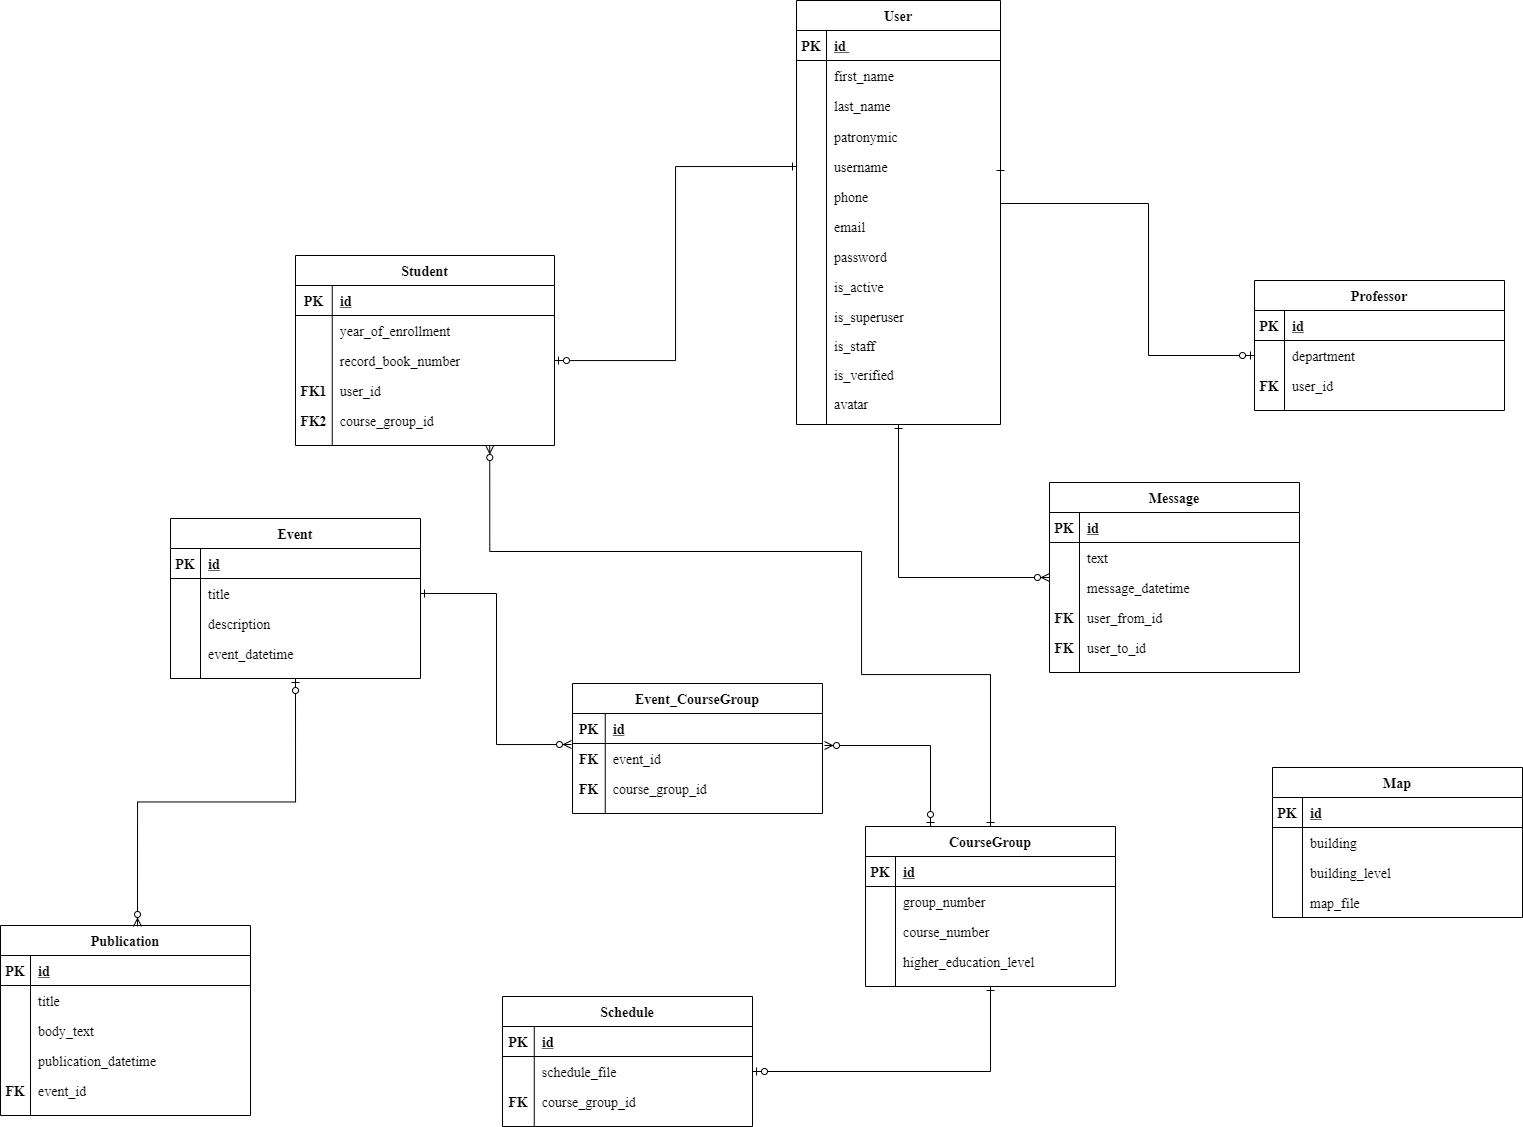 User
PK id
first_name
last_name
patronymic
username
phone
email
password
is_active
is_superuser
is_staff
is_verified
avatar
Student
PK id
year_of_enrollment
record_book_number
FK1 user_id
FK2 course_group_id
Professor
PK id
department
FK user_id
Message
PK id
text
message_datetime
FK user_from_id
FK user_to_id
Event
PK id
title
description
event_datetime
Event_CourseGroup
PK id
FK event_id
FK course_group_id
Map
PK id
building
building_level
map_file
CourseGroup
PK id
group_number
course_number
higher_education_level
Publication
PK id
title
body_text
publication_datetime
FK event_id
Schedule
PK id
schedule_file
FK course_group_id